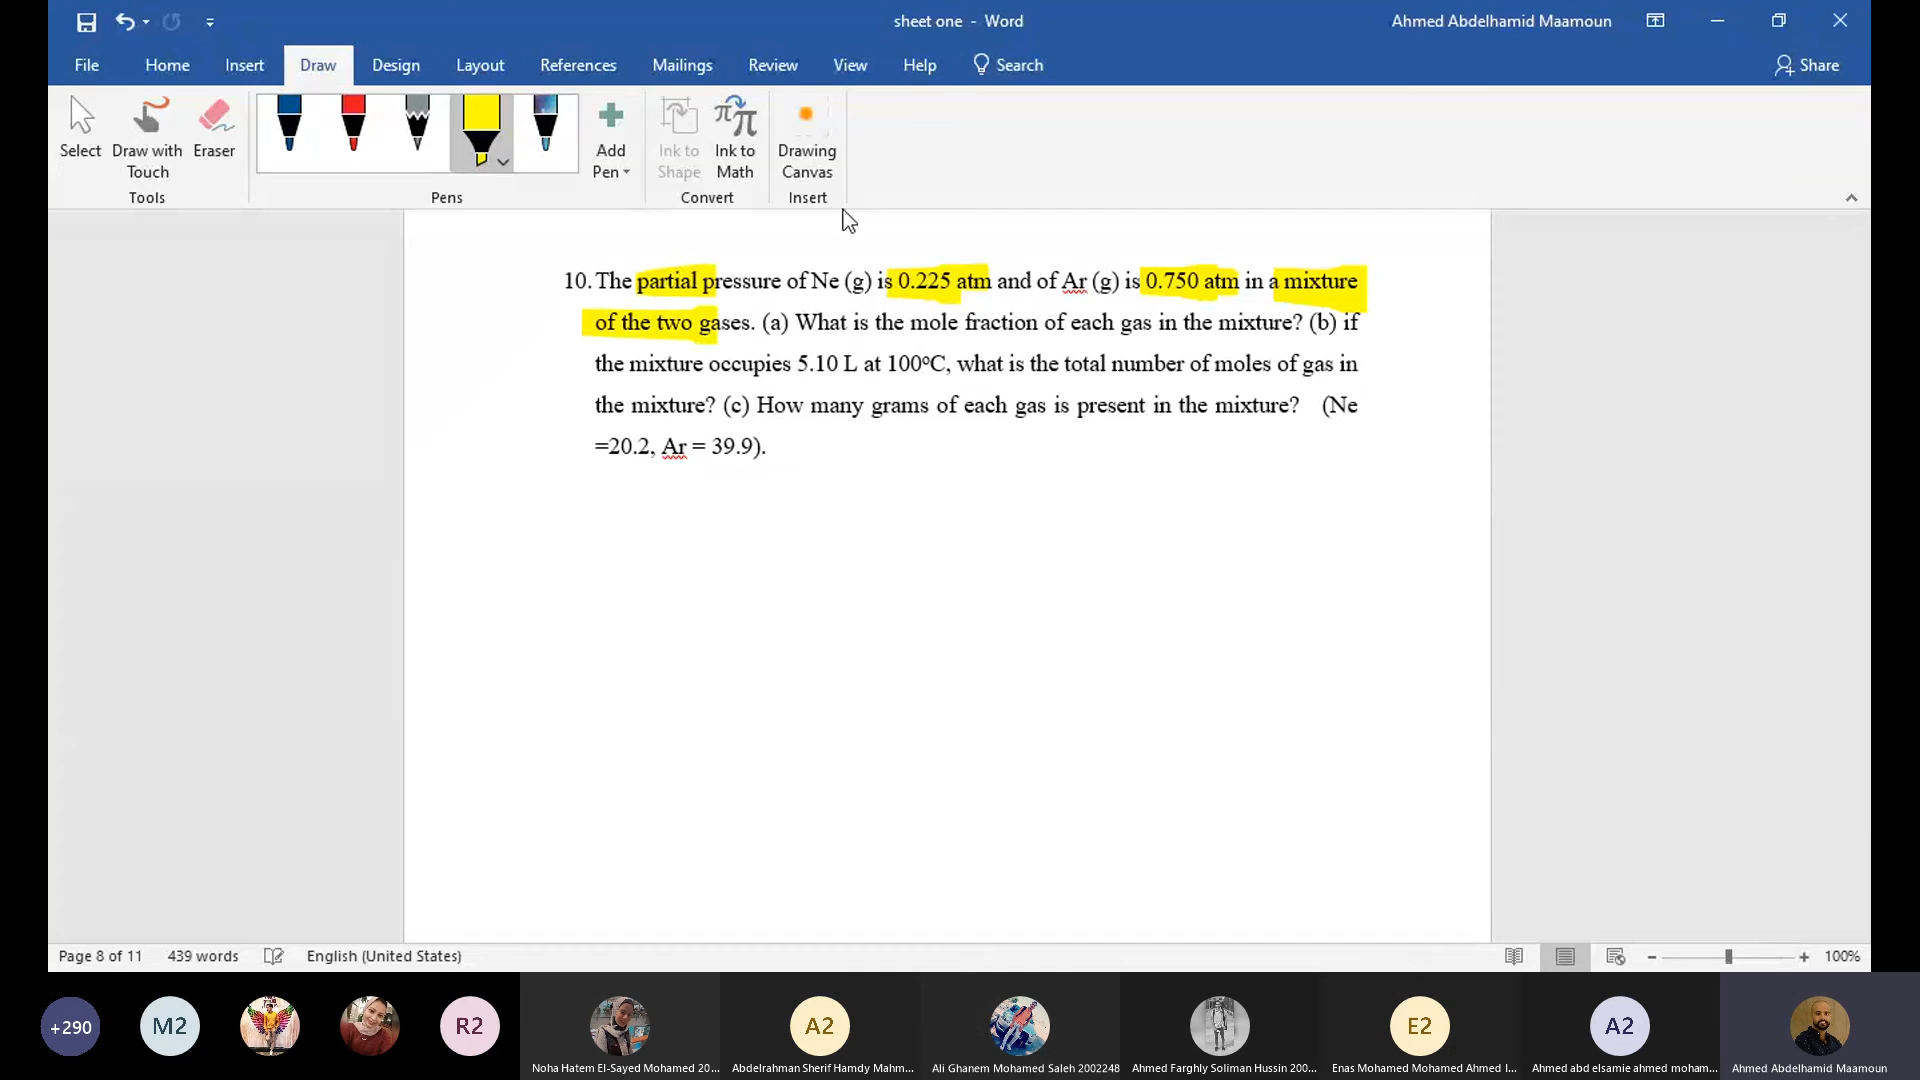 sheet one - Word
Ahmed Abdelhamid Maamoun
File Home Insert Draw Design Layout References Mailings Review View Help Search Share
Select Draw with Touch Eraser
Add Pen
Ink to Shape Ink to Math Drawing Canvas
Tools Pens Convert Insert
10. The partial pressure of Ne (g) is 0.225 atm and of Ar (g) is 0.750 atm in a mixture
of the two gases. (a) What is the mole fraction of each gas in the mixture? (b) if
the mixture occupies 5.10 L at 100ºC, what is the total number of moles of gas in
the mixture? (c) How many grams of each gas is present in the mixture? (Ne
=20.2, Ar = 39.9).
Page 8 of 11 439 words English (United States) 100%
+290 M2 R2 A2 E2 A2
Noha Hatem El-Sayed Mohamed 20... Abdelrahman Sherif Hamdy Mahm... Ali Ghanem Mohamed Saleh 2002248 Ahmed Farghly Soliman Hussin 200... Enas Mohamed Mohamed Ahmed I... Ahmed abd elsamie ahmed moham... Ahmed Abdelhamid Maamoun